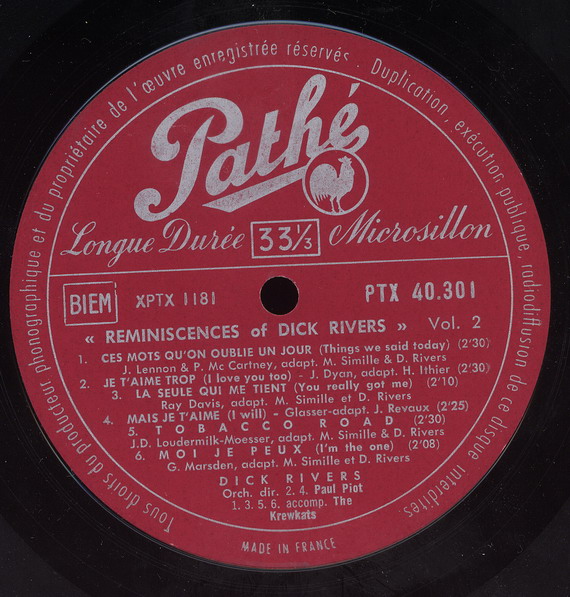 Tous droits du producteur phonographique et du propriétaire de l'œuvre enregistrée réservés. Duplication, exécution publique, radiodiffusion de ce disque interdites.
Pathé
Longue Durée 33⅓ Microsillon
BIEM XPTX 1181 PTX 40.301
« REMINISCENCES of DICK RIVERS » Vol. 2
1. CES MOTS QU'ON OUBLIE UN JOUR (Things we said today) (2'30)
J. Lennon & P. Mc Cartney, adapt. M. Simille & D. Rivers
2. JE T'AIME TROP (I love you too) - J. Dyan, adapt. H. Ithier (2'30)
3. LA SEULE QUI ME TIENT (You really got me) (2'10)
Ray Davis, adapt. M. Simille et D. Rivers
4. MAIS JE T'AIME (I will) - Glasser-adapt. J. Revaux (2'25)
5. TOBACCO ROAD (2'30)
J.D. Loudermilk-Moesser, adapt. M. Simille & D. Rivers
6. MOI JE PEUX (I'm the one) (2'08)
G. Marsden, adapt. M. Simille et D. Rivers
DICK RIVERS
Orch. dir. 2. 4. Paul Piot
1. 3. 5. 6. accomp. The
Krewkats
MADE IN FRANCE